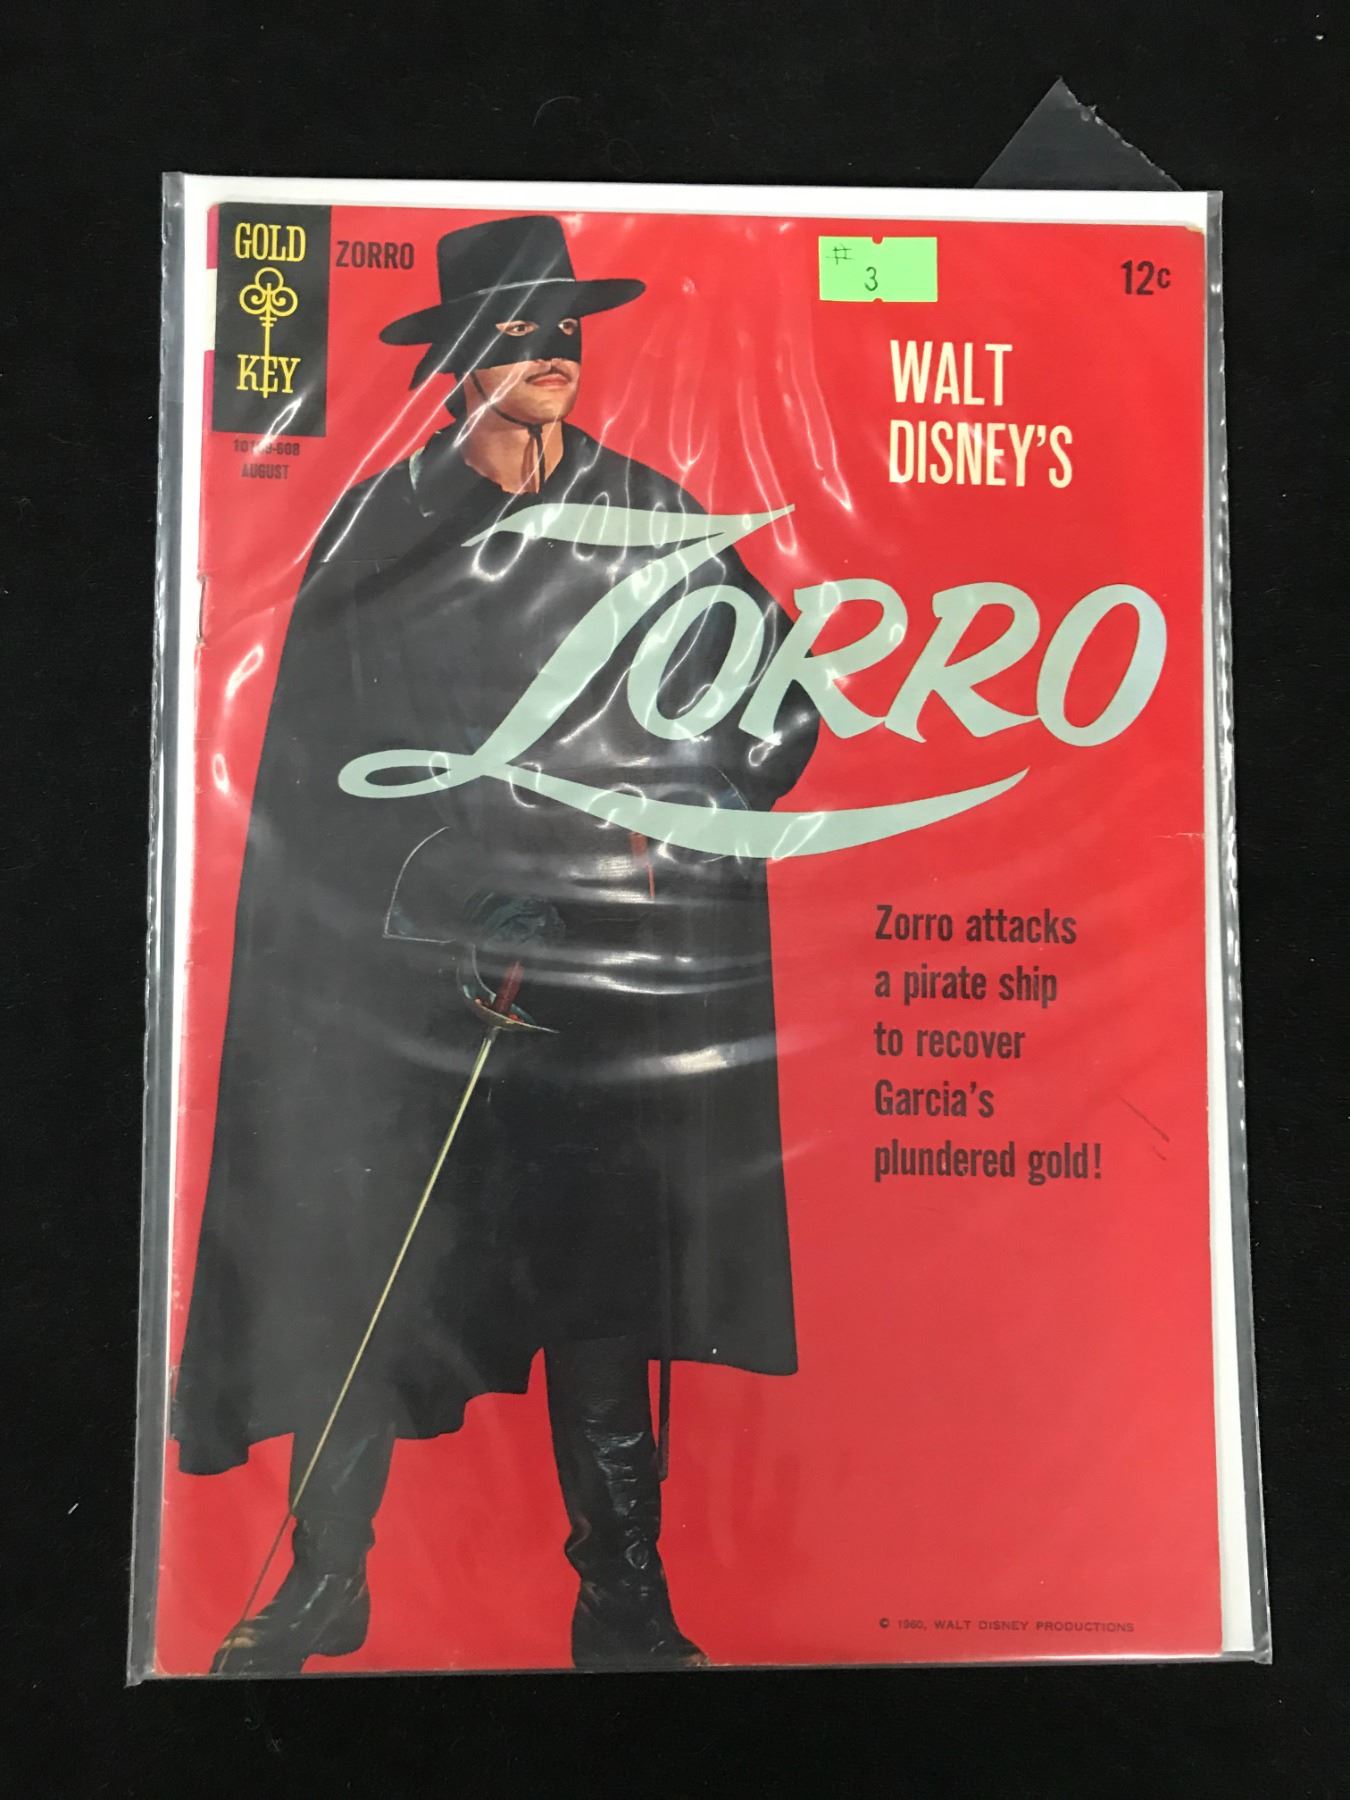 GOLD
KEY
ZORRO
#
3
12c
AUGUST
WALT
DISNEY'S
ZORRO
Zorro attacks
a pirate ship
to recover
Garcia's
plundered gold!
© 1960, WALT DISNEY PRODUCTIONS